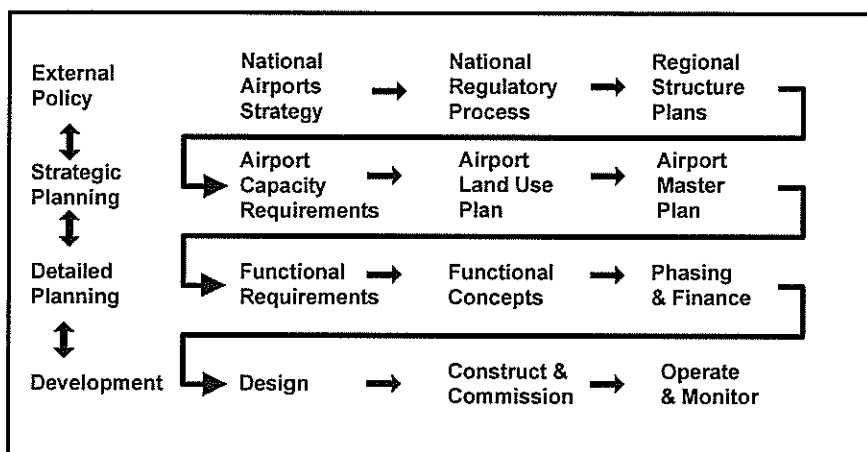 External
Policy
National
Airports
Strategy
National
Regulatory
Process
Regional
Structure
Plans
Strategic
Planning
Airport
Capacity
Requirements
Airport
Land Use
Plan
Airport
Master
Plan
Detailed
Planning
Functional
Requirements
Functional
Concepts
Phasing
& Finance
Development
Design
Construct &
Commission
Operate
& Monitor